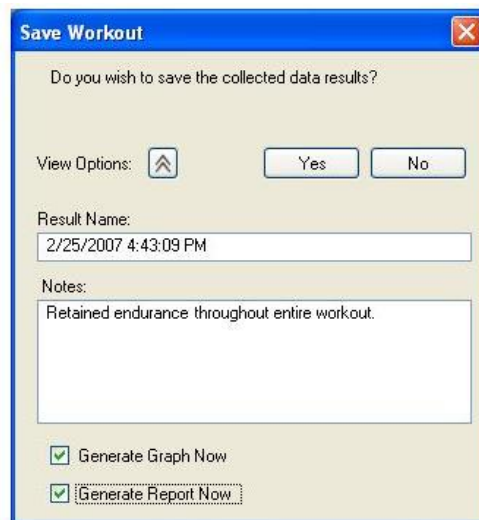 Save Workout
Do you wish to save the collected data results?
View Options:
Yes
No
Result Name:
2/25/2007 4:43:09 PM
Notes:
Retained endurance throughout entire workout.
Generate Graph Now
Generate Report Now